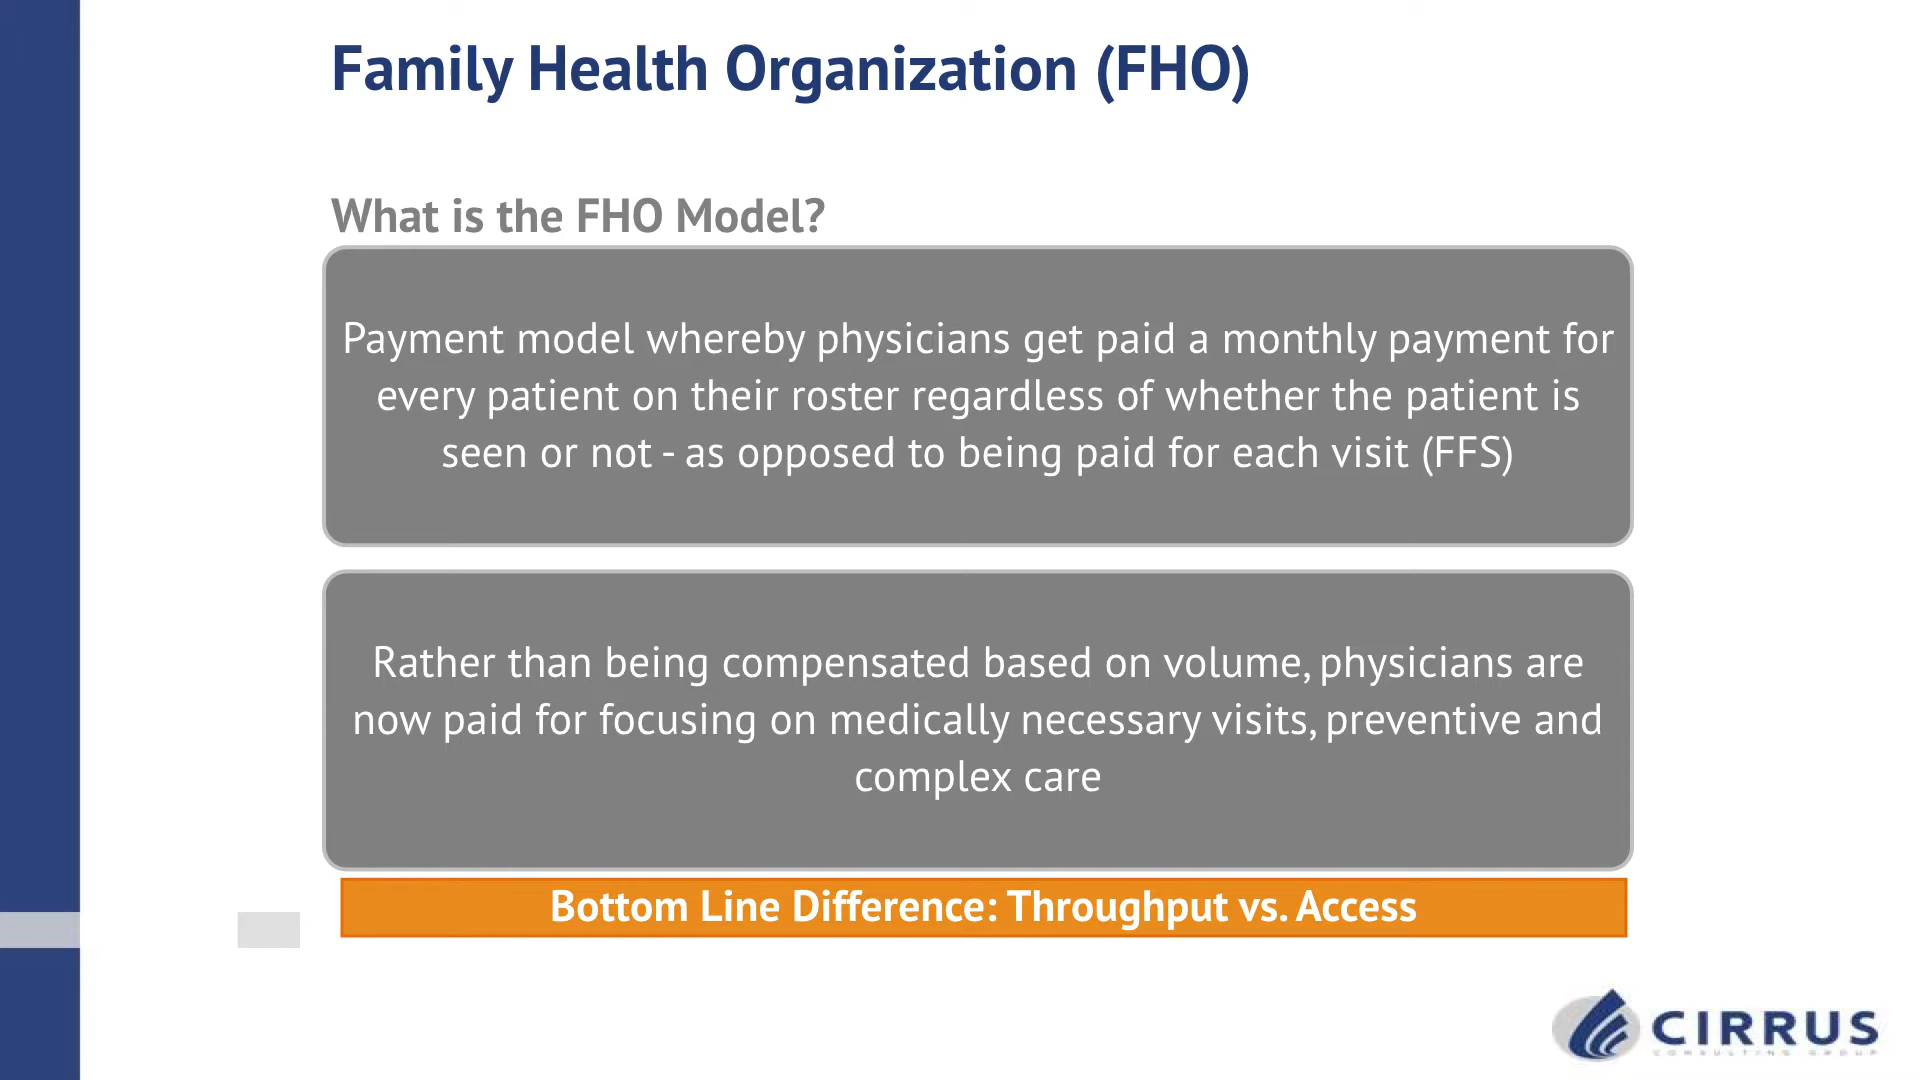 Family Health Organization (FHO)
What is the FHO Model?
Payment model whereby physicians get paid a monthly payment for
every patient on their roster regardless of whether the patient is
seen or not - as opposed to being paid for each visit (FFS)
Rather than being compensated based on volume, physicians are
now paid for focusing on medically necessary visits, preventive and
complex care
Bottom Line Difference: Throughput vs. Access
CIRRUS
CONSULTING GROUP